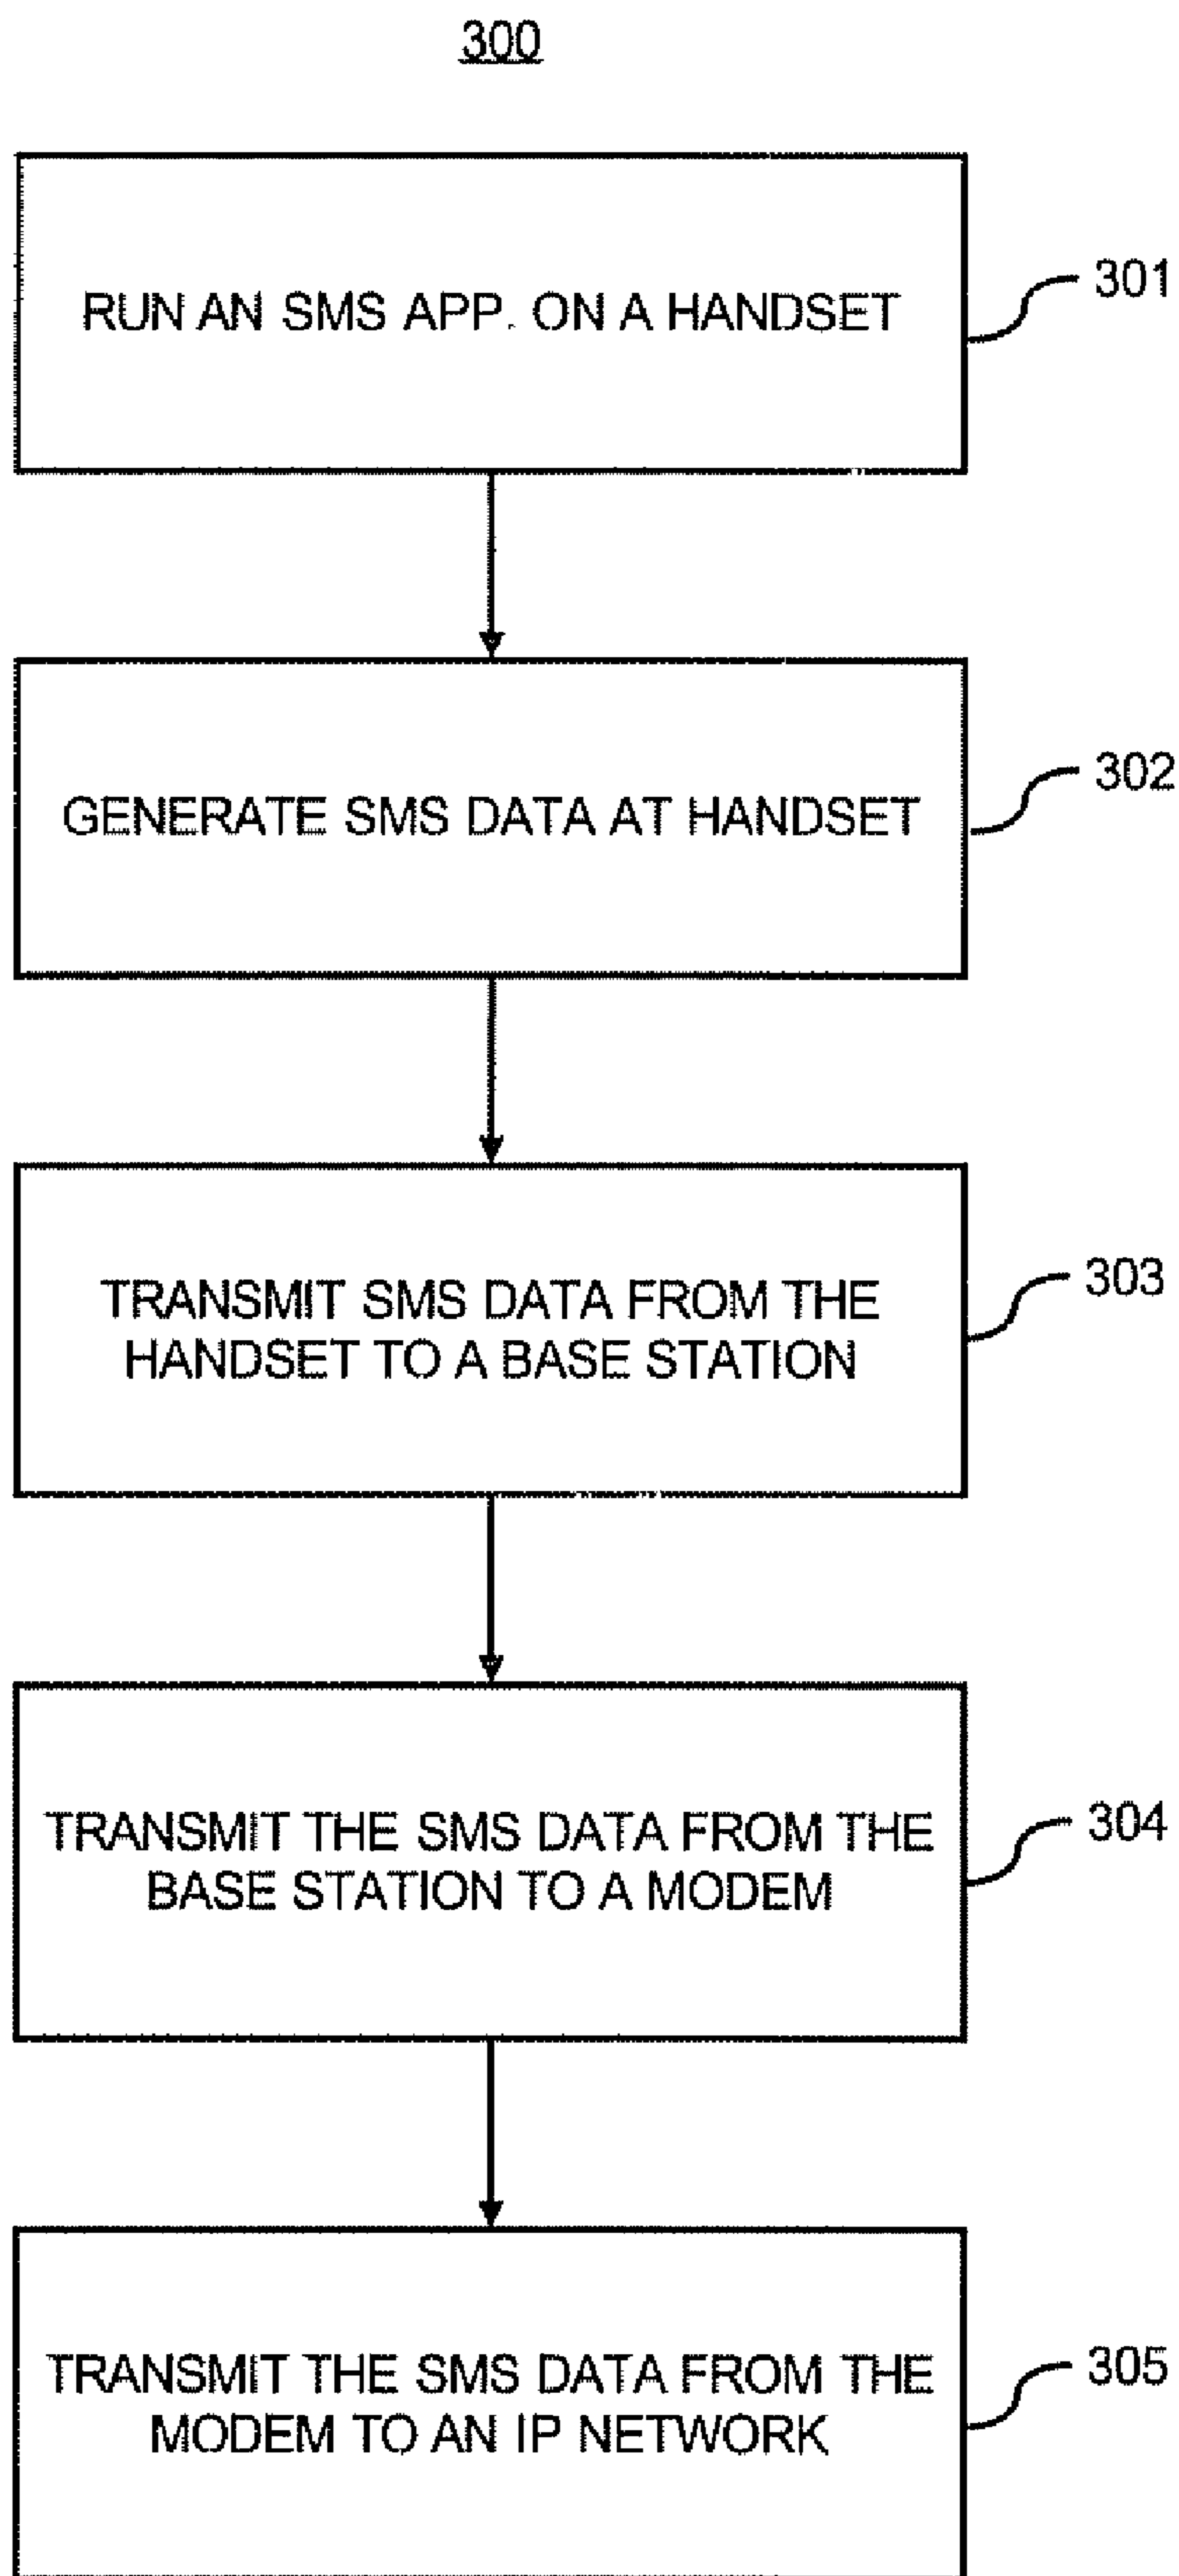 300
RUN AN SMS APP. ON A HANDSET
301
GENERATE SMS DATA AT HANDSET
302
TRANSMIT SMS DATA FROM THE
HANDSET TO A BASE STATION
303
TRANSMIT THE SMS DATA FROM THE
BASE STATION TO A MODEM
304
TRANSMIT THE SMS DATA FROM THE
MODEM TO AN IP NETWORK
305